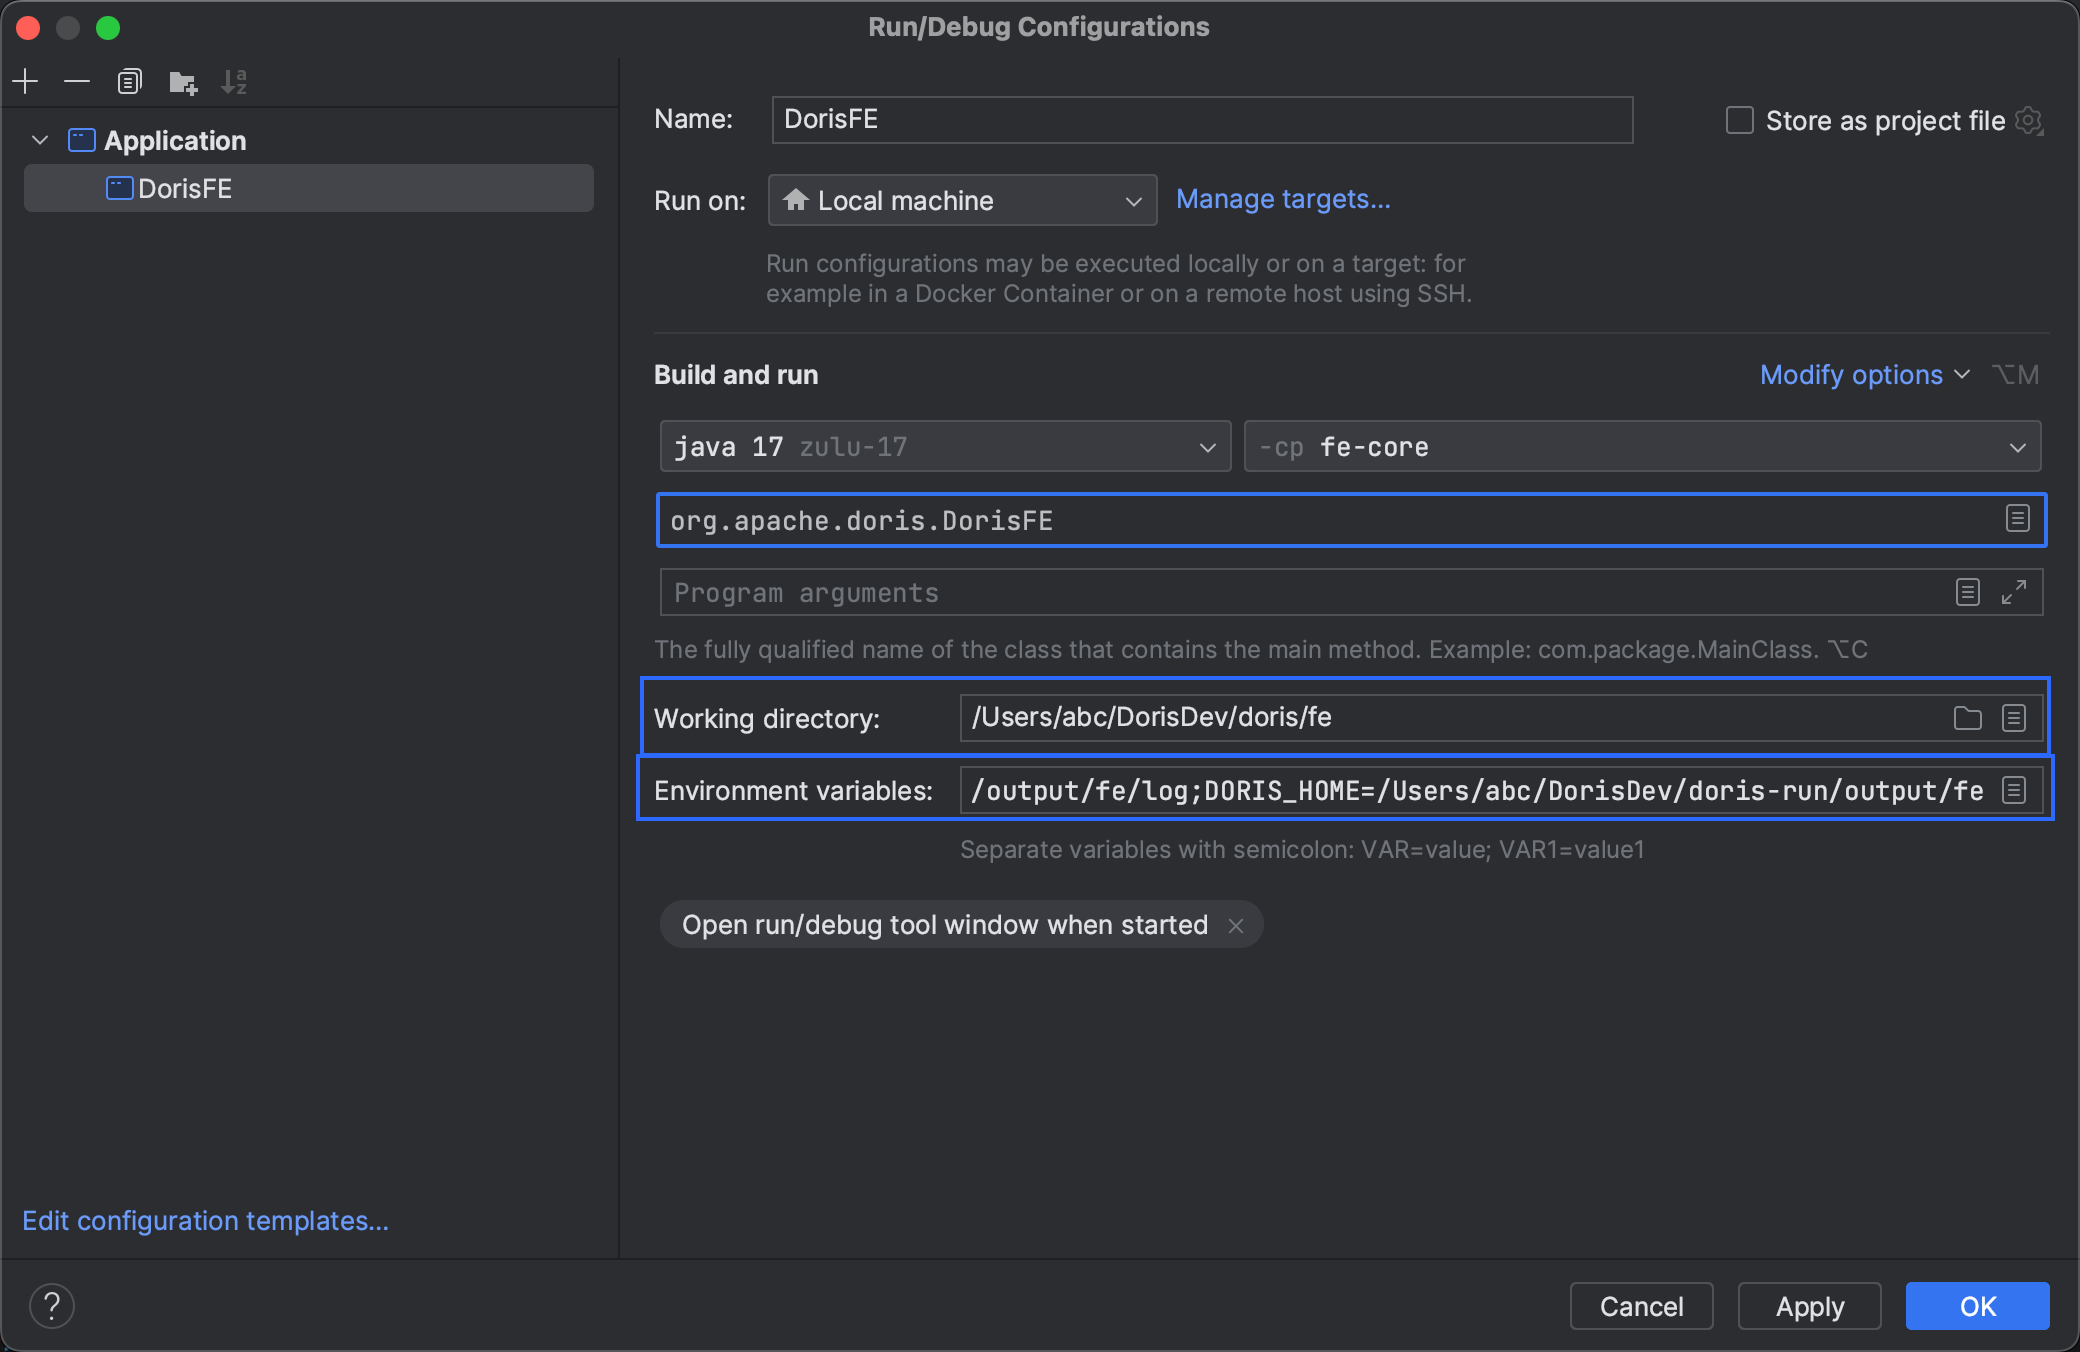 Run/Debug Configurations
Application
DorisFE
Edit configuration templates...
Name: DorisFE
Store as project file
Run on: Local machine Manage targets...
Run configurations may be executed locally or on a target: for
example in a Docker Container or on a remote host using SSH.
Build and run
Modify options ⌥M
java 17 zulu-17
-cp fe-core
org.apache.doris.DorisFE
Program arguments
The fully qualified name of the class that contains the main method. Example: com.package.MainClass. ⌥C
Working directory: /Users/abc/DorisDev/doris/fe
Environment variables: /output/fe/log;DORIS_HOME=/Users/abc/DorisDev/doris-run/output/fe
Separate variables with semicolon: VAR=value; VAR1=value1
Open run/debug tool window when started
? Cancel Apply OK